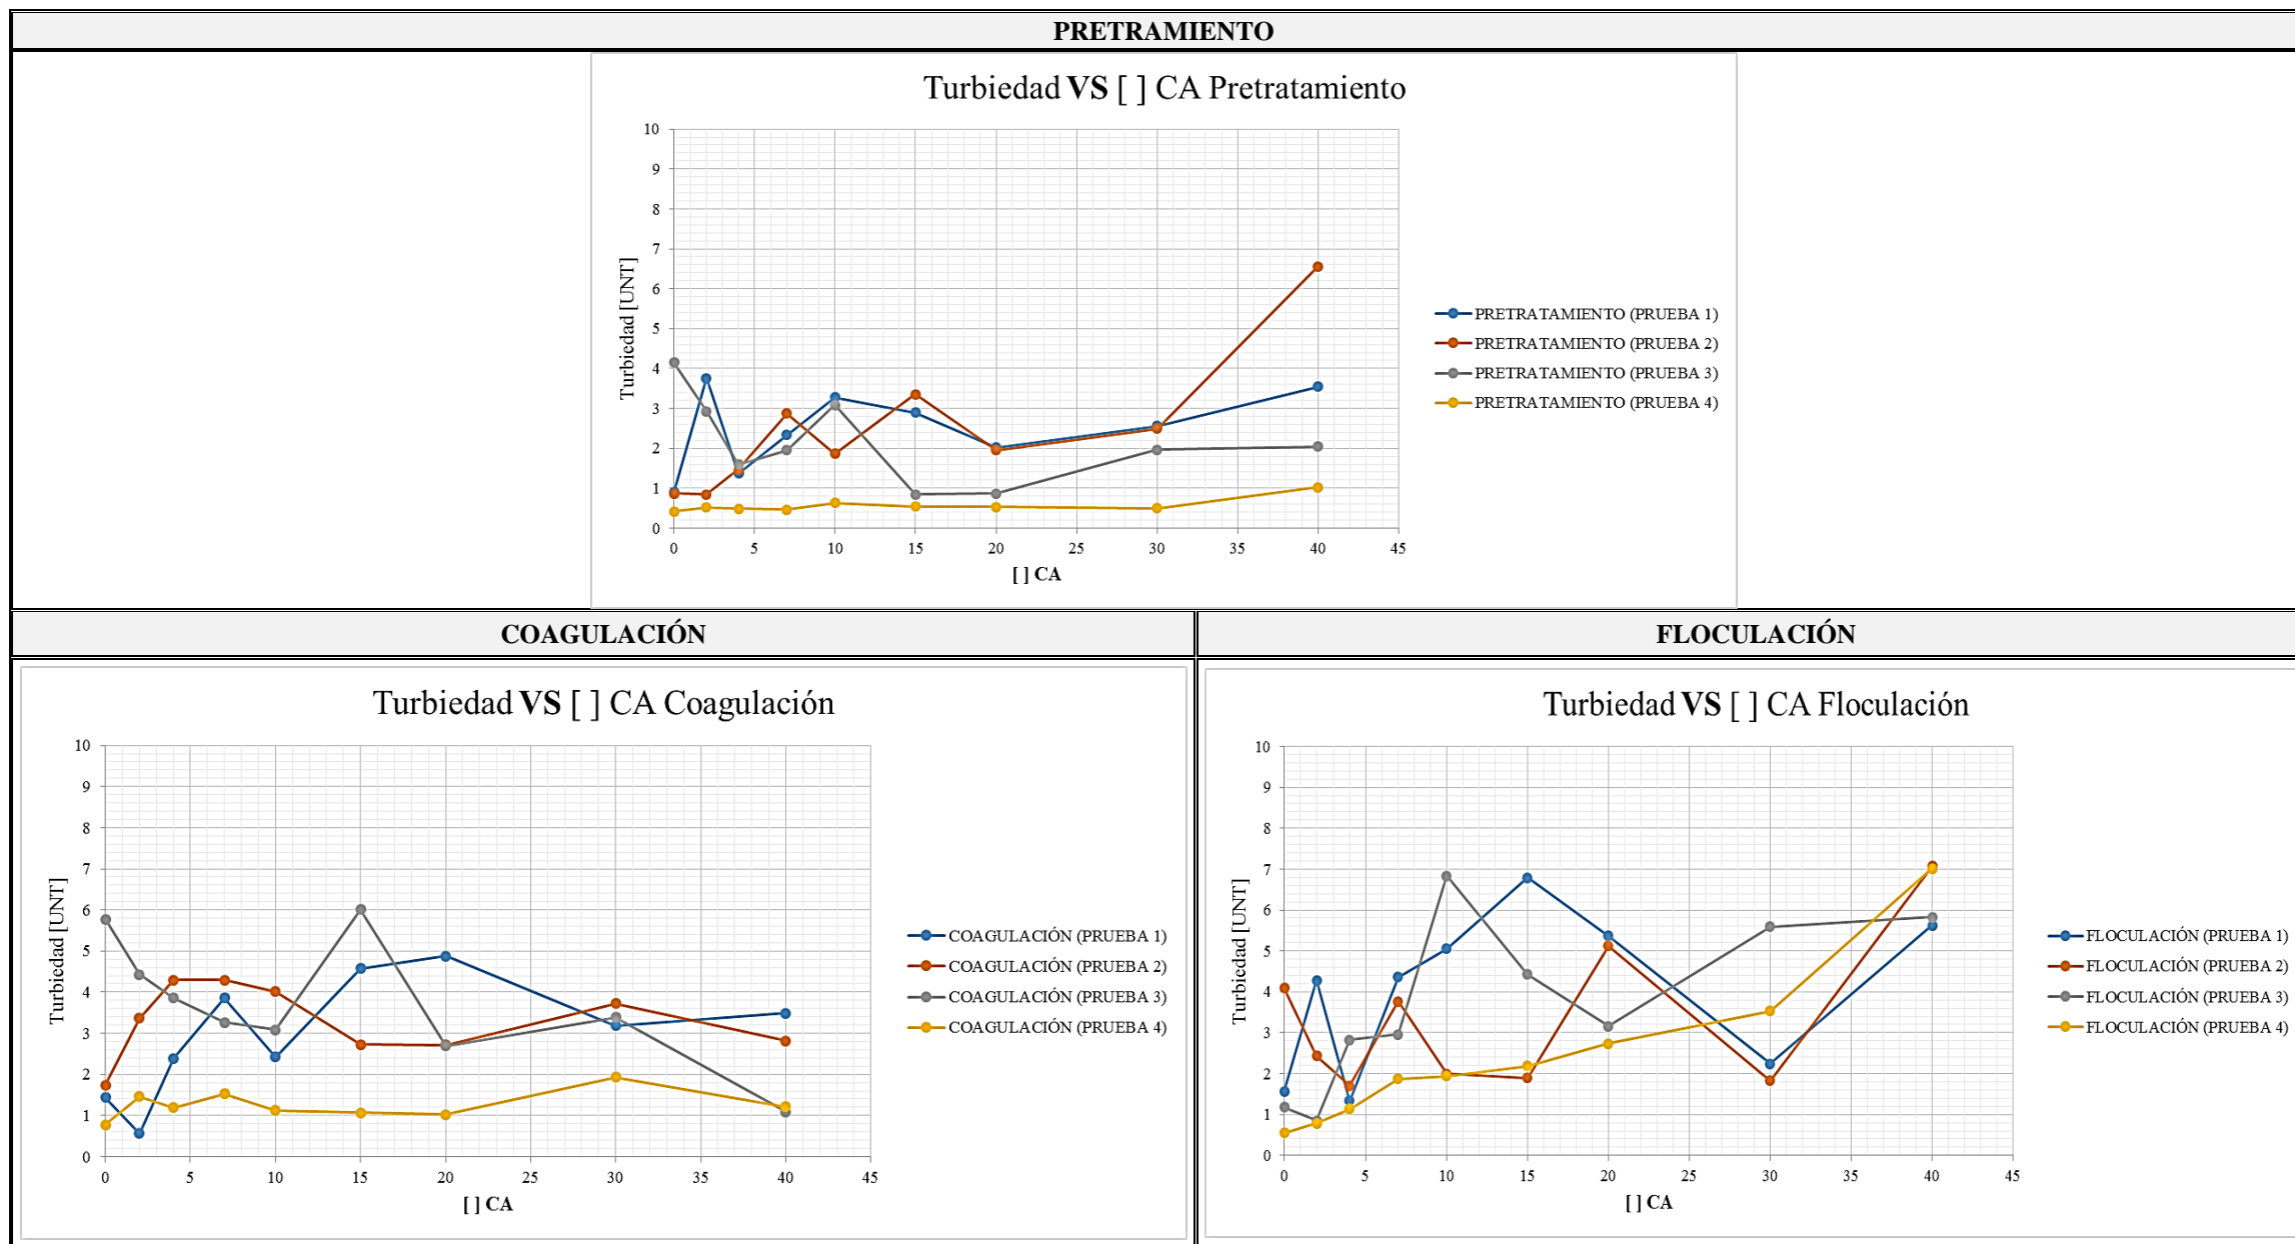 PRETRAMIENTO
Turbiedad VS [ ] CA Pretratamiento
10
9
8
7
6
5
4
3
2
1
0
Turbiedad [UNT]
0 5 10 15 20 25 30 35 40 45
[ ] CA
PRETRATAMIENTO (PRUEBA 1)
PRETRATAMIENTO (PRUEBA 2)
PRETRATAMIENTO (PRUEBA 3)
PRETRATAMIENTO (PRUEBA 4)
COAGULACIÓN
Turbiedad VS [ ] CA Coagulación
10
9
8
7
6
5
4
3
2
1
0
Turbiedad [UNT]
0 5 10 15 20 25 30 35 40 45
[ ] CA
COAGULACIÓN (PRUEBA 1)
COAGULACIÓN (PRUEBA 2)
COAGULACIÓN (PRUEBA 3)
COAGULACIÓN (PRUEBA 4)
FLOCULACIÓN
Turbiedad VS [ ] CA Floculación
10
9
8
7
6
5
4
3
2
1
0
Turbiedad [UNT]
0 5 10 15 20 25 30 35 40 45
[ ] CA
FLOCULACIÓN (PRUEBA 1)
FLOCULACIÓN (PRUEBA 2)
FLOCULACIÓN (PRUEBA 3)
FLOCULACIÓN (PRUEBA 4)